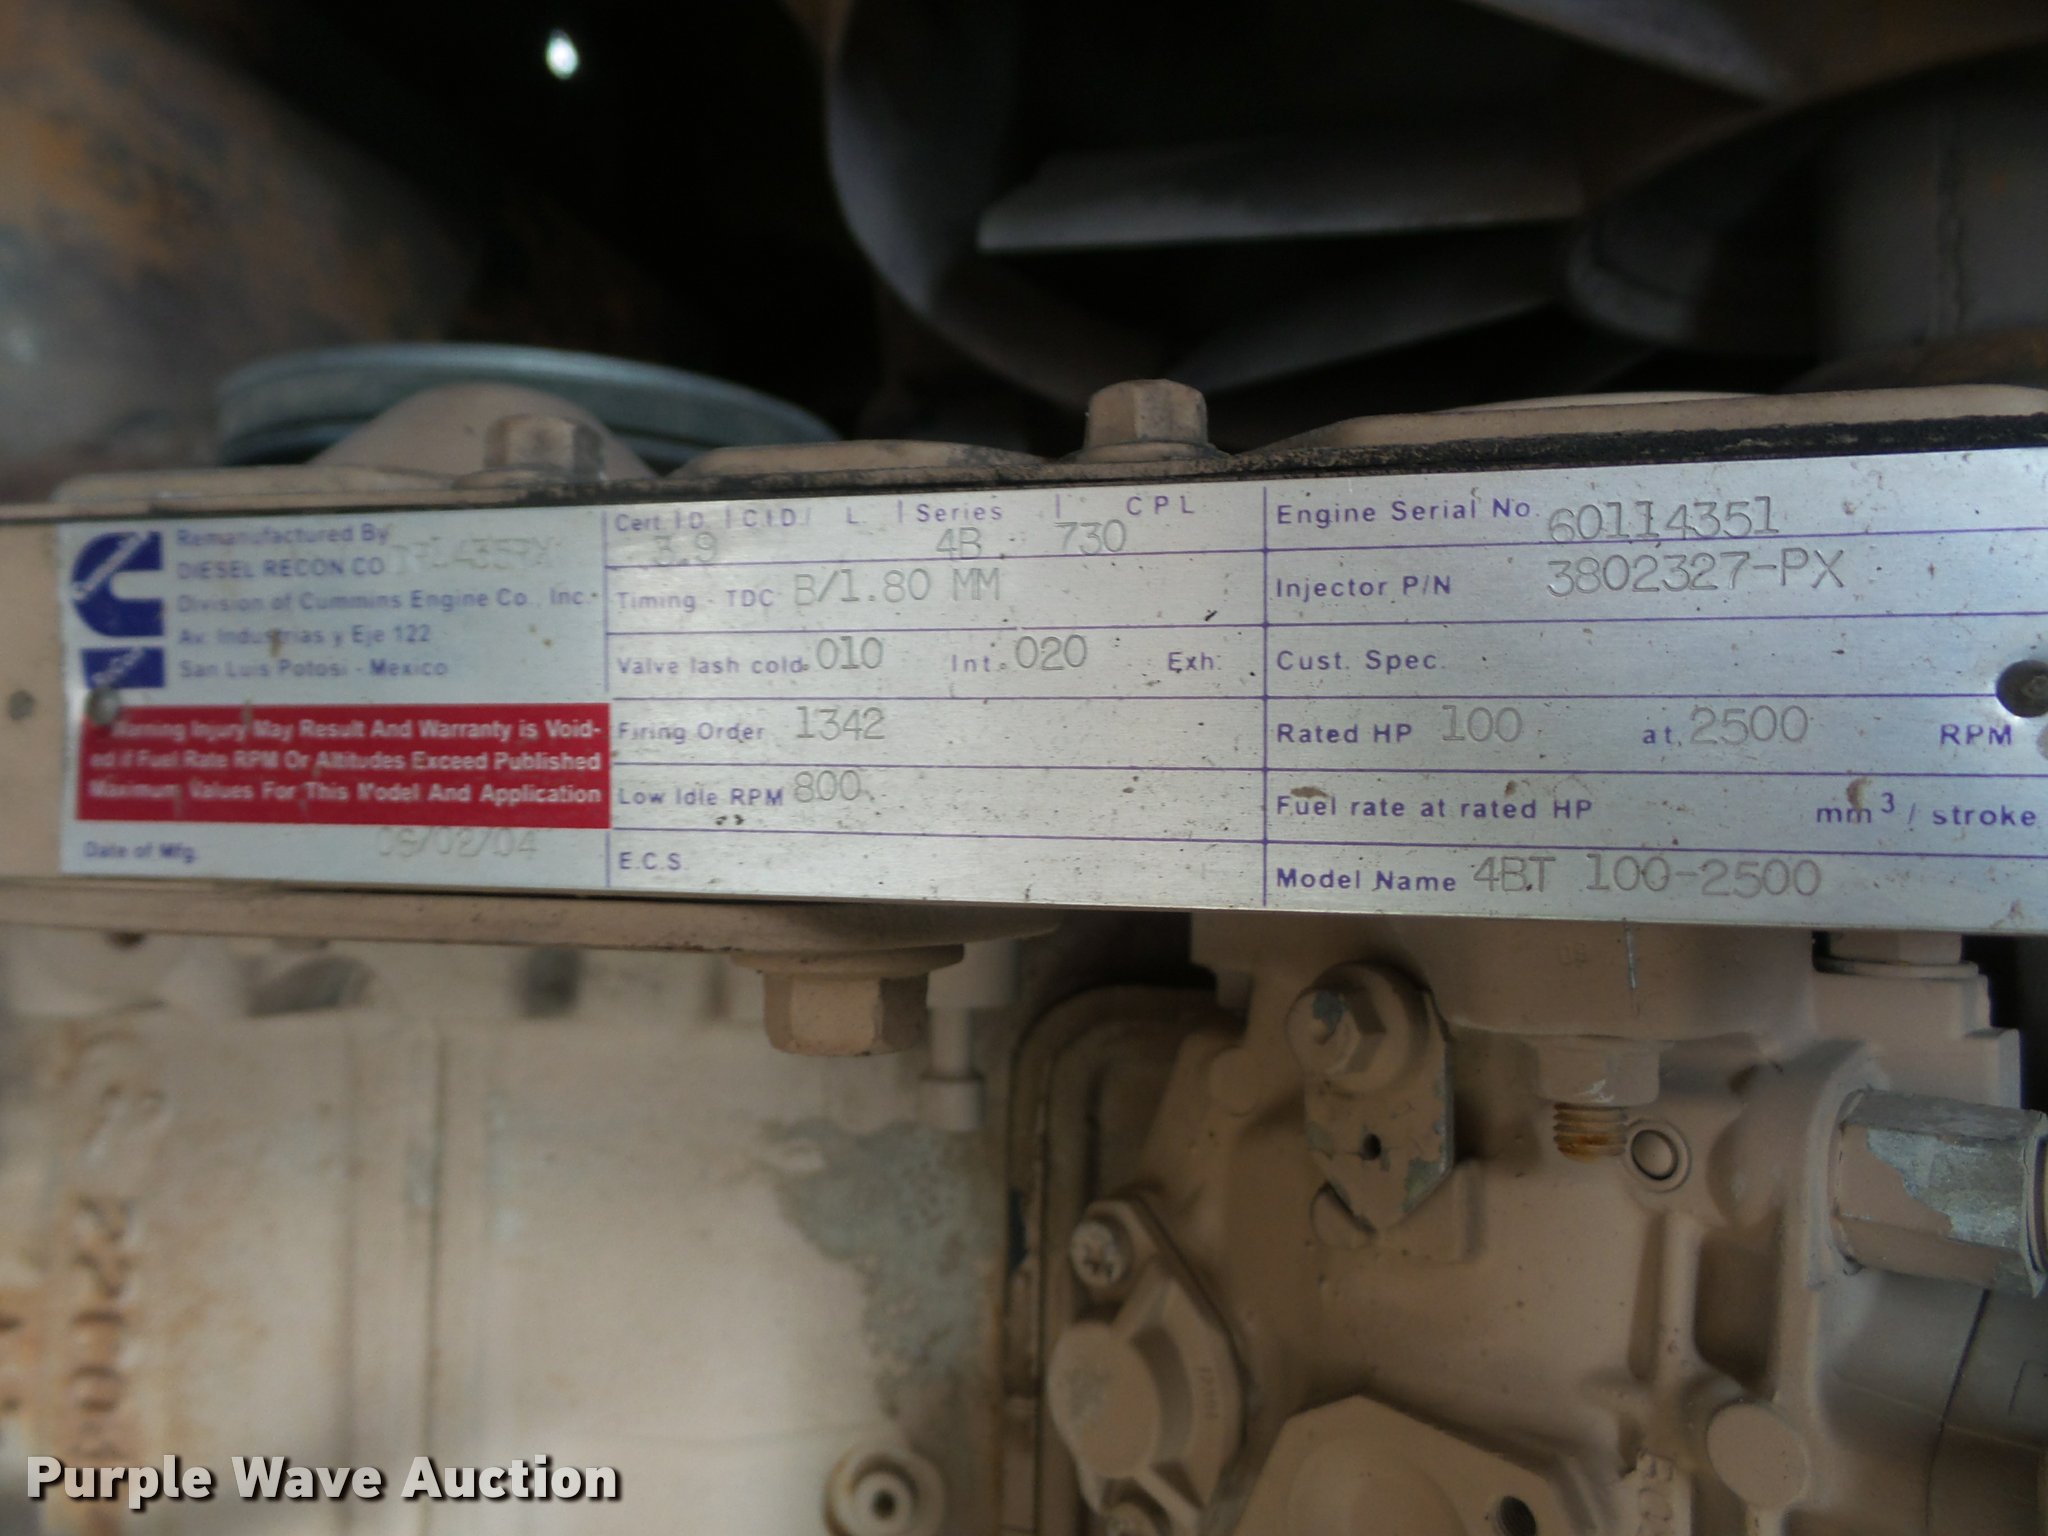 Cummins
Remanufactured By
DIESEL RECON CO
Division of Cummins Engine Co., Inc.
Av. Industrias y Eje 122
San Luis Potosi - Mexico
Warning Injury May Result And Warranty is Void-
ed if Fuel Rate RPM Or Altitudes Exceed Published
Maximum Values For This Model And Application
Date of Mfg.
Cert. I D. | C I D / L. | Series | C P L
3.9 4B 730
Timing - TDC B/1.80 MM
Valve lash cold 010 Int. 020 Exh.
Firing Order 1342
Low Idle RPM 800
E.C.S.
Engine Serial No. 60114351
Injector P/N 3802327-PX
Cust. Spec.
Rated HP 100 at 2500 RPM
Fuel rate at rated HP mm³ / stroke
Model Name 4BT 100-2500
Purple Wave Auction